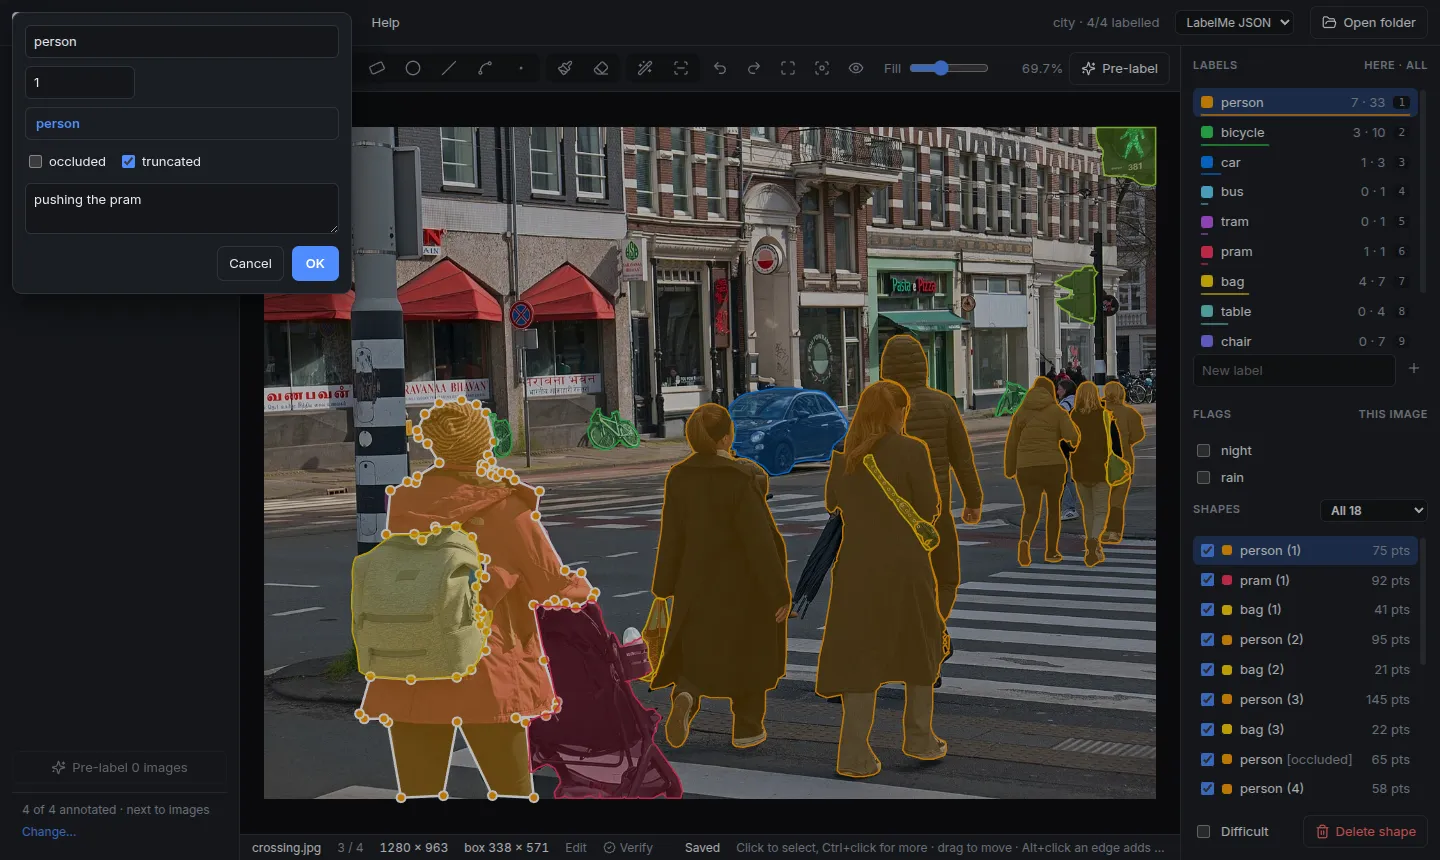 person
1
person
occluded
truncated
pushing the pram
Cancel
OK
Help
city · 4/4 labelled
LabelMe JSON
Open folder
Fill
69.7%
Pre-label
381
AIN
Pasta e Pizza
வணபவன்
RAVANAA BHAVAN
LABELS
HERE · ALL
person
7 · 33
1
bicycle
3 · 10
2
car
1 · 3
3
bus
0 · 1
4
tram
0 · 1
5
pram
1 · 1
6
bag
4 · 7
7
table
0 · 4
8
chair
0 · 7
9
New label
FLAGS
THIS IMAGE
night
rain
SHAPES
All 18
person (1)
75 pts
pram (1)
92 pts
bag (1)
41 pts
person (2)
95 pts
bag (2)
21 pts
person (3)
145 pts
bag (3)
22 pts
person [occluded]
65 pts
person (4)
58 pts
Difficult
Delete shape
Pre-label 0 images
4 of 4 annotated · next to images
Change...
crossing.jpg
3 / 4
1280 × 963
box 338 × 571
Edit
Verify
Saved
Click to select, Ctrl+click for more · drag to move · Alt+click an edge adds ...